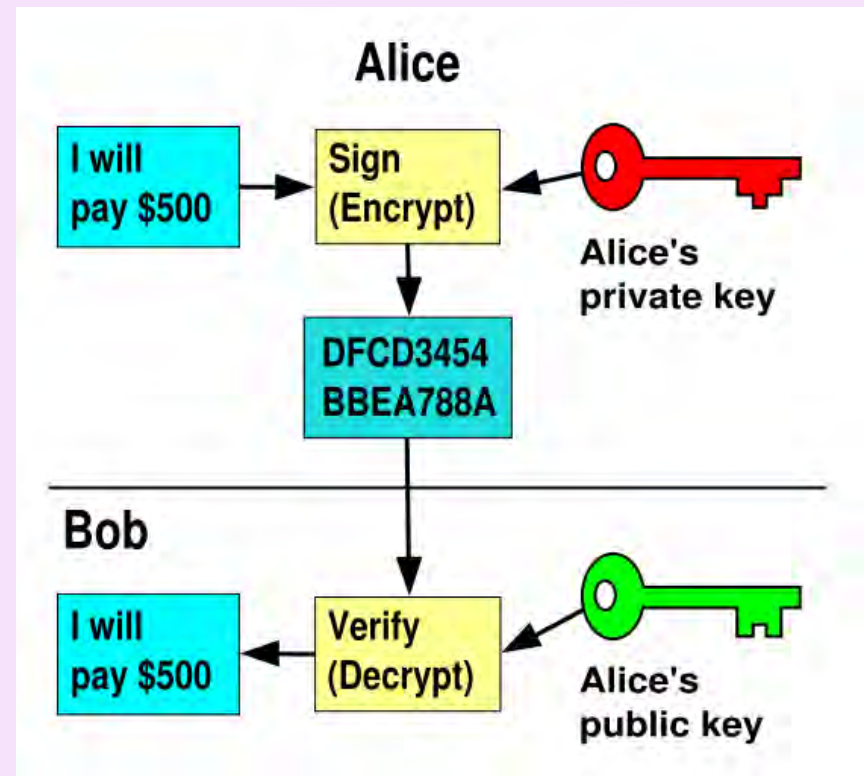 Alice
I will
pay $500
Sign
(Encrypt)
Alice's
private key
DFCD3454
BBEA788A
Bob
I will
pay $500
Verify
(Decrypt)
Alice's
public key